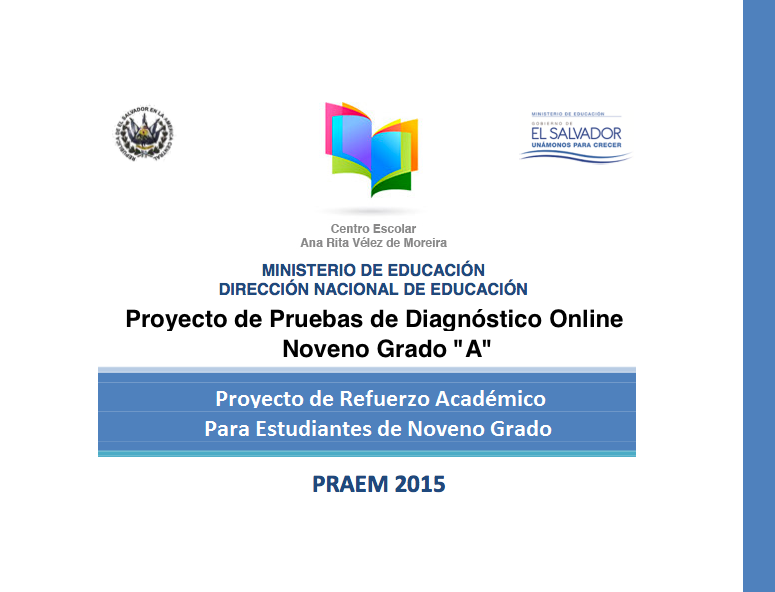 REPÚBLICA DE EL SALVADOR EN LA AMÉRICA CENTRAL
MINISTERIO DE EDUCACIÓN
GOBIERNO DE
EL SALVADOR
UNÁMONOS PARA CRECER
Centro Escolar
Ana Rita Vélez de Moreira
MINISTERIO DE EDUCACIÓN
DIRECCIÓN NACIONAL DE EDUCACIÓN
Proyecto de Pruebas de Diagnóstico Online
Noveno Grado "A"
Proyecto de Refuerzo Académico
Para Estudiantes de Noveno Grado
PRAEM 2015